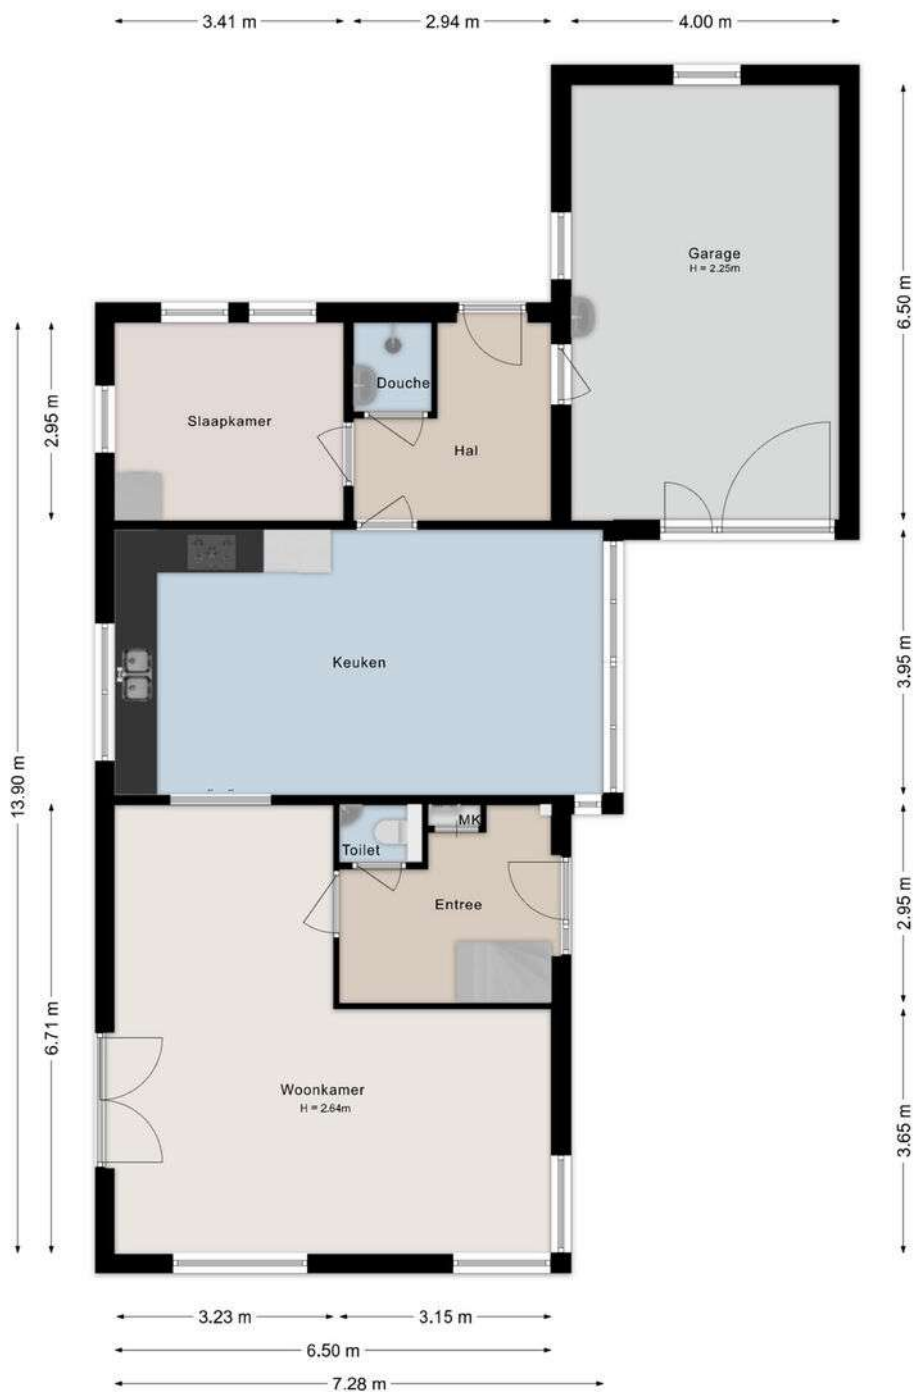 3.41 m
2.94 m
4.00 m
Garage
H = 2.25m
6.50 m
Douche
2.95 m
Slaapkamer
Hal
Keuken
3.95 m
13.90 m
MK
Toilet
Entree
2.95 m
6.71 m
Woonkamer
H = 2.64m
3.65 m
3.23 m
3.15 m
6.50 m
7.28 m